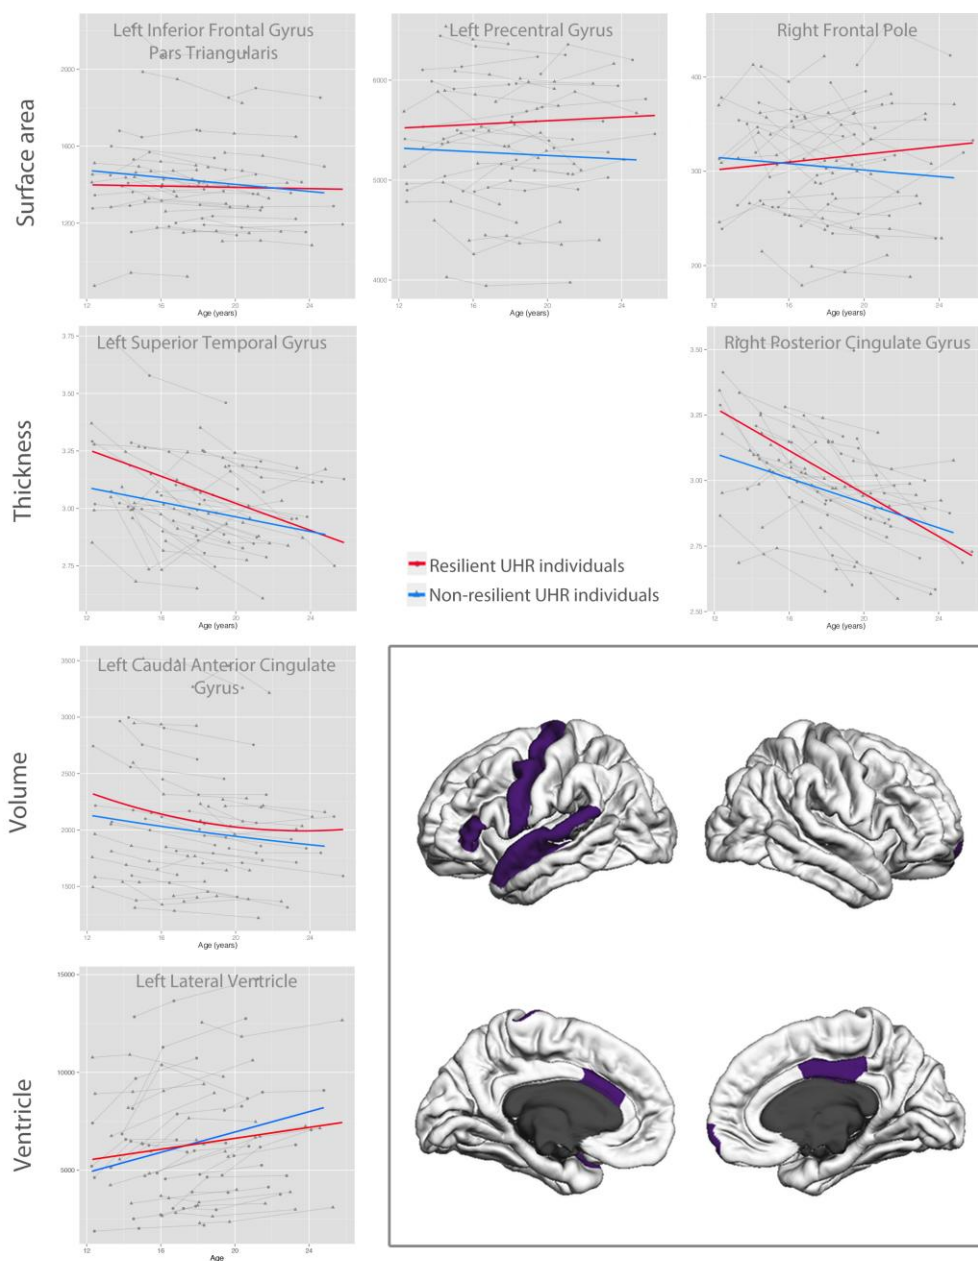 Surface area
Left Inferior Frontal Gyrus
Pars Triangularis
2000
1600
1200
12
16
20
24
Age (years)
Left Precentral Gyrus
6000
5000
4000
12
16
20
24
Age (years)
Right Frontal Pole
400
300
200
12
16
20
24
Age (years)
Thickness
Left Superior Temporal Gyrus
3.75
3.50
3.25
3.00
2.75
12
16
20
24
Age (years)
Right Posterior Cingulate Gyrus
3.50
3.25
3.00
2.75
2.50
12
16
20
24
Age (years)
Resilient UHR individuals
Non-resilient UHR individuals
Volume
Left Caudal Anterior Cingulate
Gyrus
3500
3000
2500
2000
1500
12
16
20
24
Age (years)
Ventricle
Left Lateral Ventricle
15000
10000
5000
12
16
20
24
Age